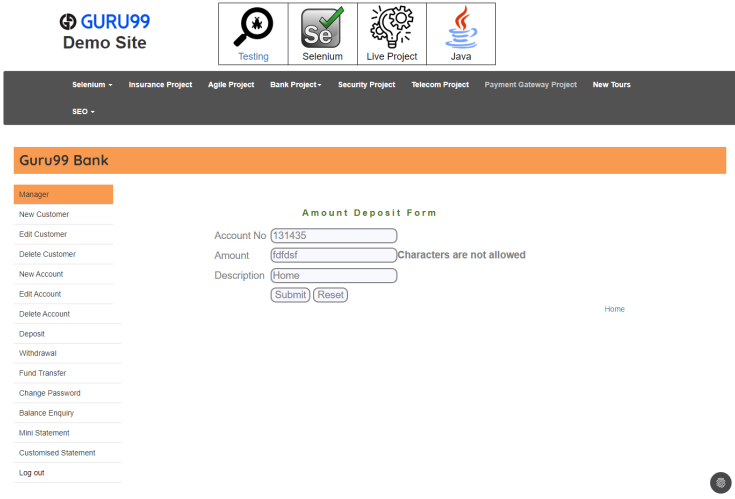 GURU99
Demo Site
Testing
Se
Selenium
Live Project
Java
Selenium
Insurance Project
Agile Project
Bank Project
Security Project
Telecom Project
Payment Gateway Project
New Tours
SEO
Guru99 Bank
Manager
New Customer
Edit Customer
Delete Customer
New Account
Edit Account
Delete Account
Deposit
Withdrawal
Fund Transfer
Change Password
Balance Enquiry
Mini Statement
Customised Statement
Log out
Amount Deposit Form
Account No 131435
Amount fdfdsf Characters are not allowed
Description Home
Submit Reset
Home